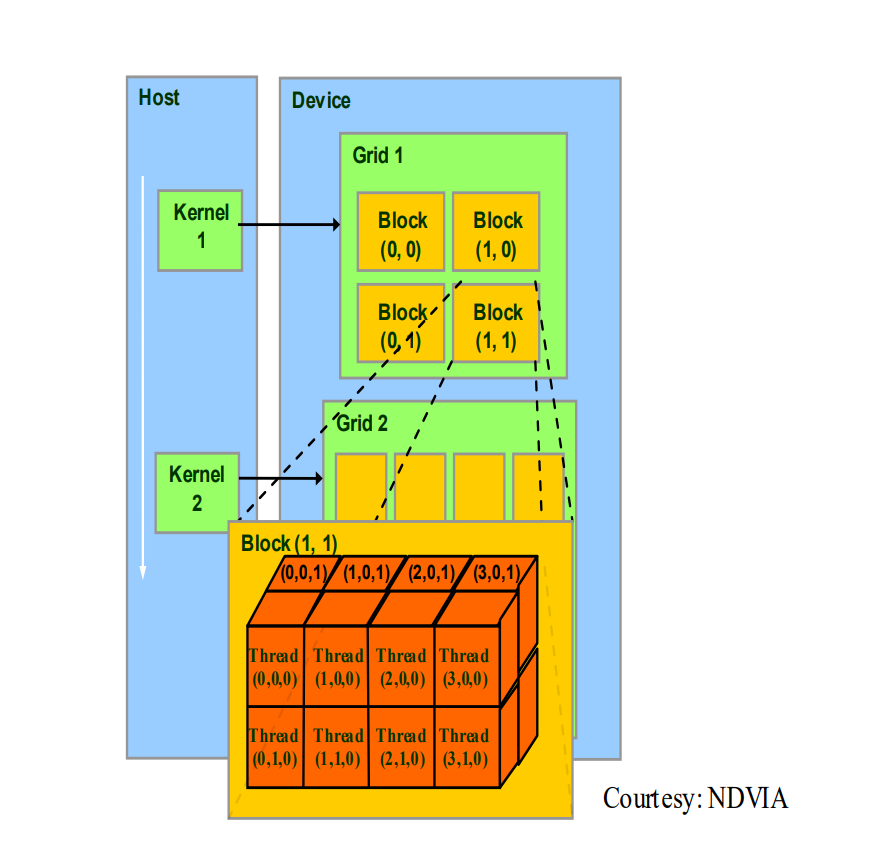 Host
Device
Grid 1
Kernel
1
Block
(0, 0)
Block
(1, 0)
Block
(0, 1)
Block
(1, 1)
Grid 2
Kernel
2
Block (1, 1)
(0,0,1) (1,0,1) (2,0,1) (3,0,1)
Thread
(0,0,0)
Thread
(1,0,0)
Thread
(2,0,0)
Thread
(3,0,0)
Thread
(0,1,0)
Thread
(1,1,0)
Thread
(2,1,0)
Thread
(3,1,0)
Courtesy: NDVIA